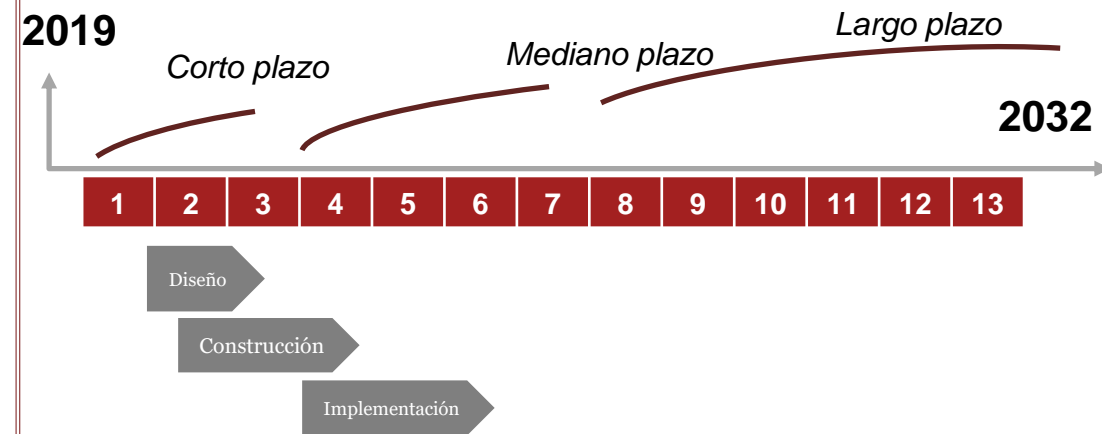 2019
Corto plazo
Mediano plazo
Largo plazo
2032
1 2 3 4 5 6 7 8 9 10 11 12 13
Diseño
Construcción
Implementación